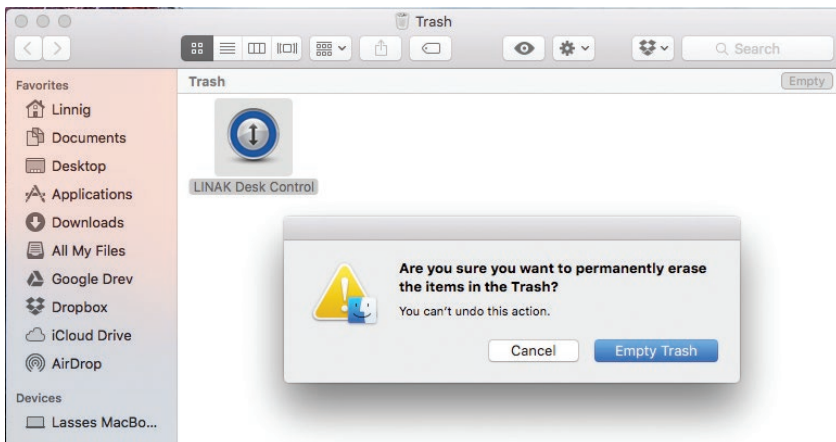 Trash
Search
Favorites
Linnig
Documents
Desktop
Applications
Downloads
All My Files
Google Drev
Dropbox
iCloud Drive
AirDrop
Devices
Lasses MacBo...
Trash
Empty
LINAK Desk Control
Are you sure you want to permanently erase
the items in the Trash?
You can't undo this action.
Cancel
Empty Trash